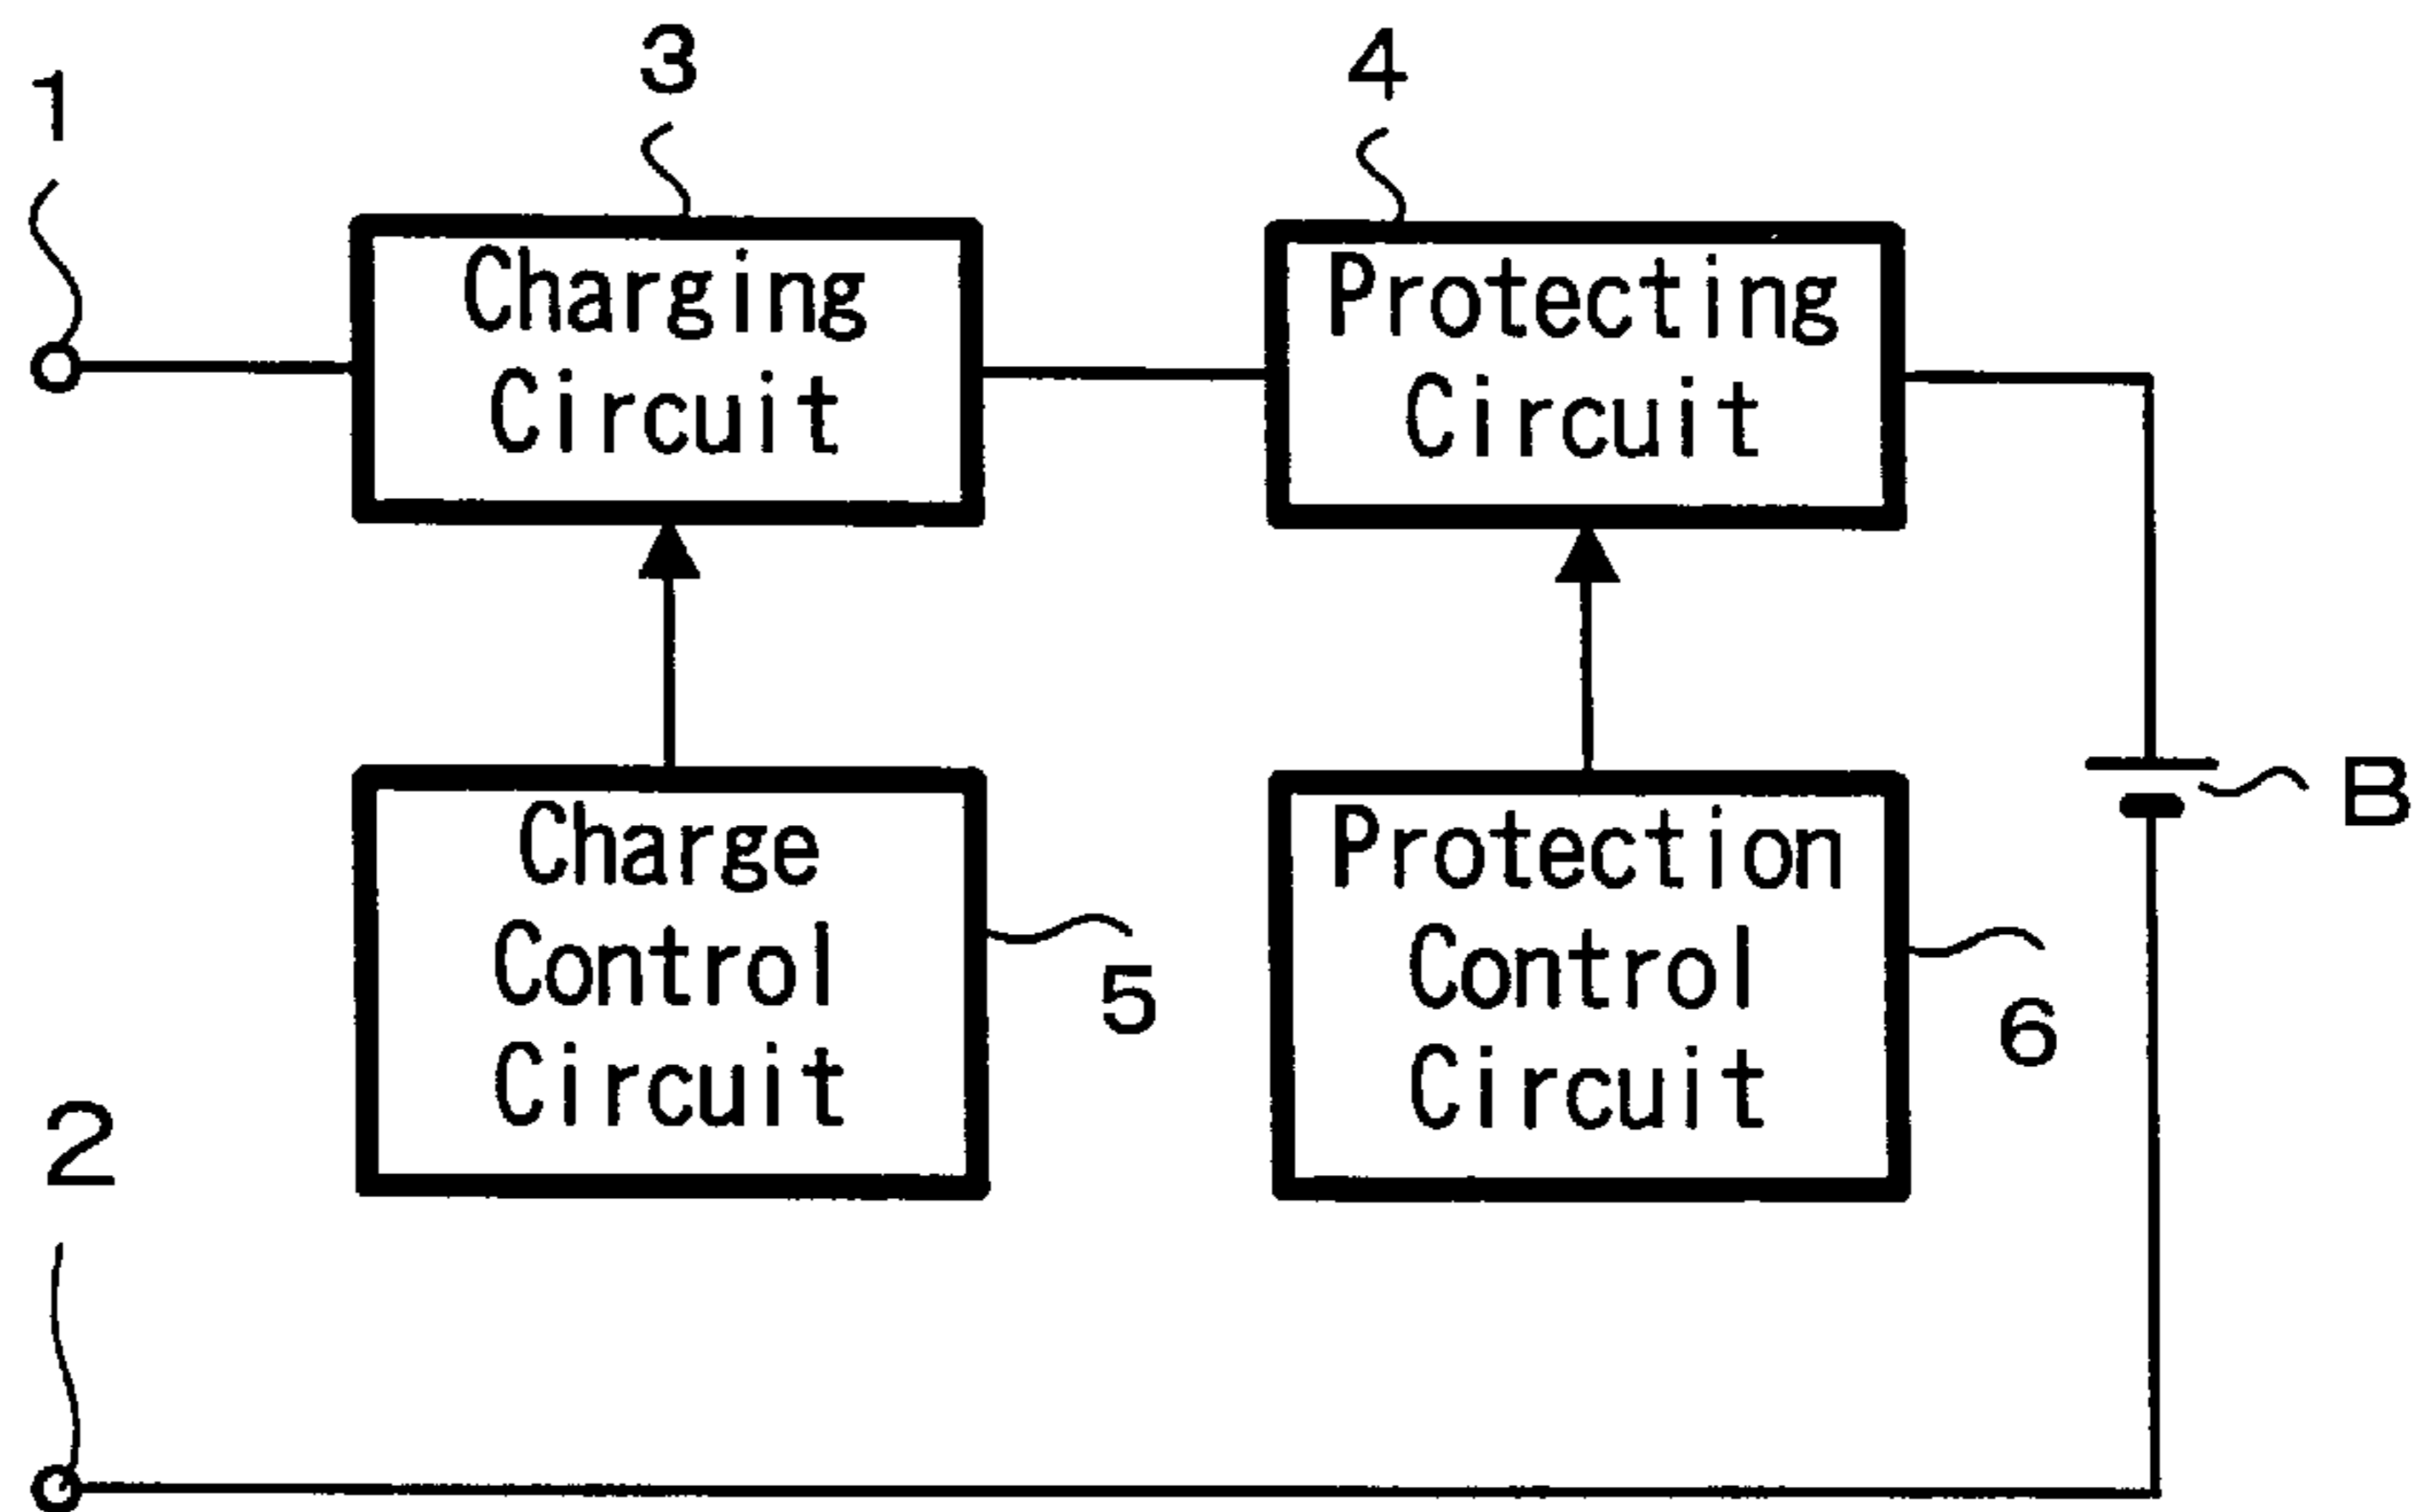 3
4
1
Charging
Circuit
Protecting
Circuit
B
Charge
Control
Circuit
5
Protection
Control
Circuit
6
2